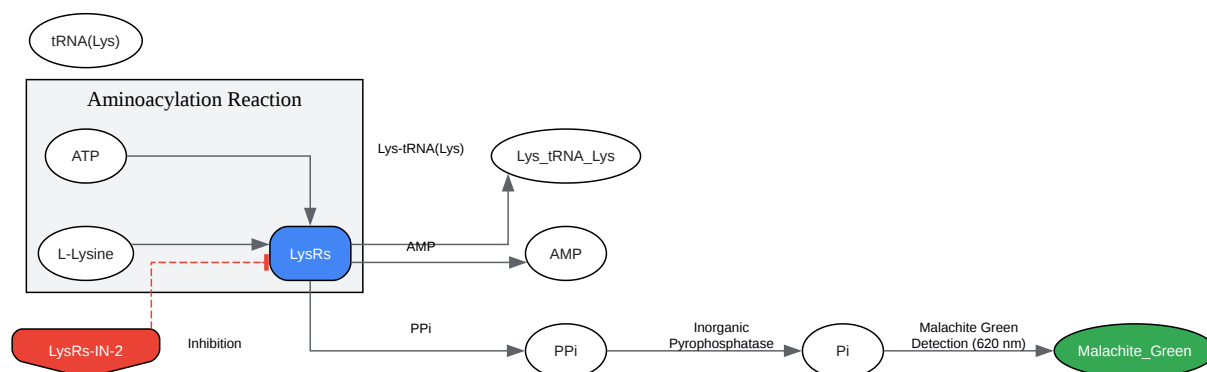 tRNA(Lys)
Aminoacylation Reaction
ATP
Lys-tRNA(Lys)
Lys_tRNA_Lys
L-Lysine
LysRs
AMP
AMP
LysRs-IN-2
Inhibition
PPi
PPi
Inorganic
Pyrophosphatase
Pi
Malachite Green
Detection (620 nm)
Malachite_Green